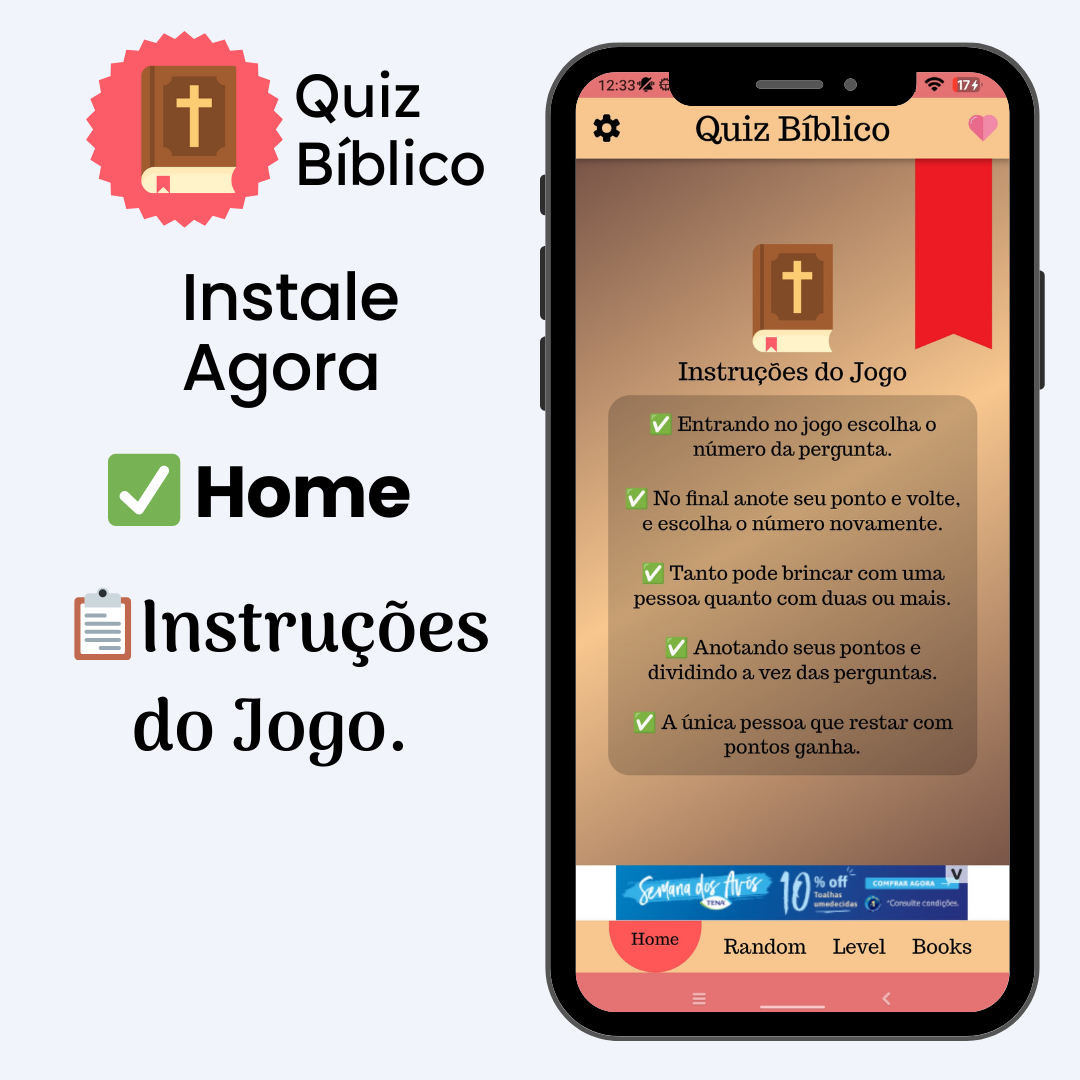 Quiz
Bíblico
Instale
Agora
✅ Home
📋Instruções
do Jogo.
12:33
17
Quiz Bíblico
Instruções do Jogo
✅ Entrando no jogo escolha o
número da pergunta.
✅ No final anote seu ponto e volte,
e escolha o número novamente.
✅ Tanto pode brincar com uma
pessoa quanto com duas ou mais.
✅ Anotando seus pontos e
dividindo a vez das perguntas.
✅ A única pessoa que restar com
pontos ganha.
Semana dos Avós
TENA
10% off
Toalhas
umedecidas
COMPRAR AGORA
*Consulte condições.
V
Home
Random
Level
Books